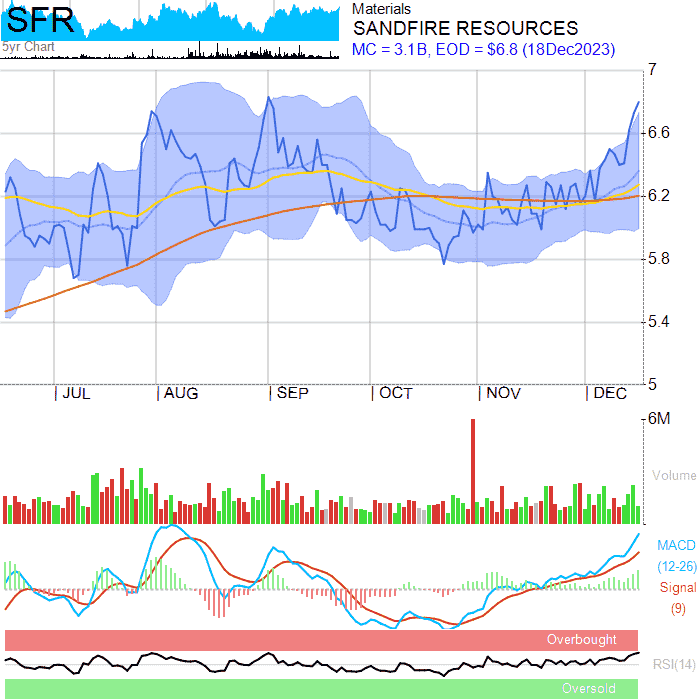 SFR
5yr Chart
Materials
SANDFIRE RESOURCES
MC = 3.1B, EOD = $6.8 (18Dec2023)
7
6.6
6.2
5.8
5.4
5
JUL AUG SEP OCT NOV DEC
6M
Volume
MACD
(12-26)
Signal
(9)
Overbought
RSI(14)
Oversold